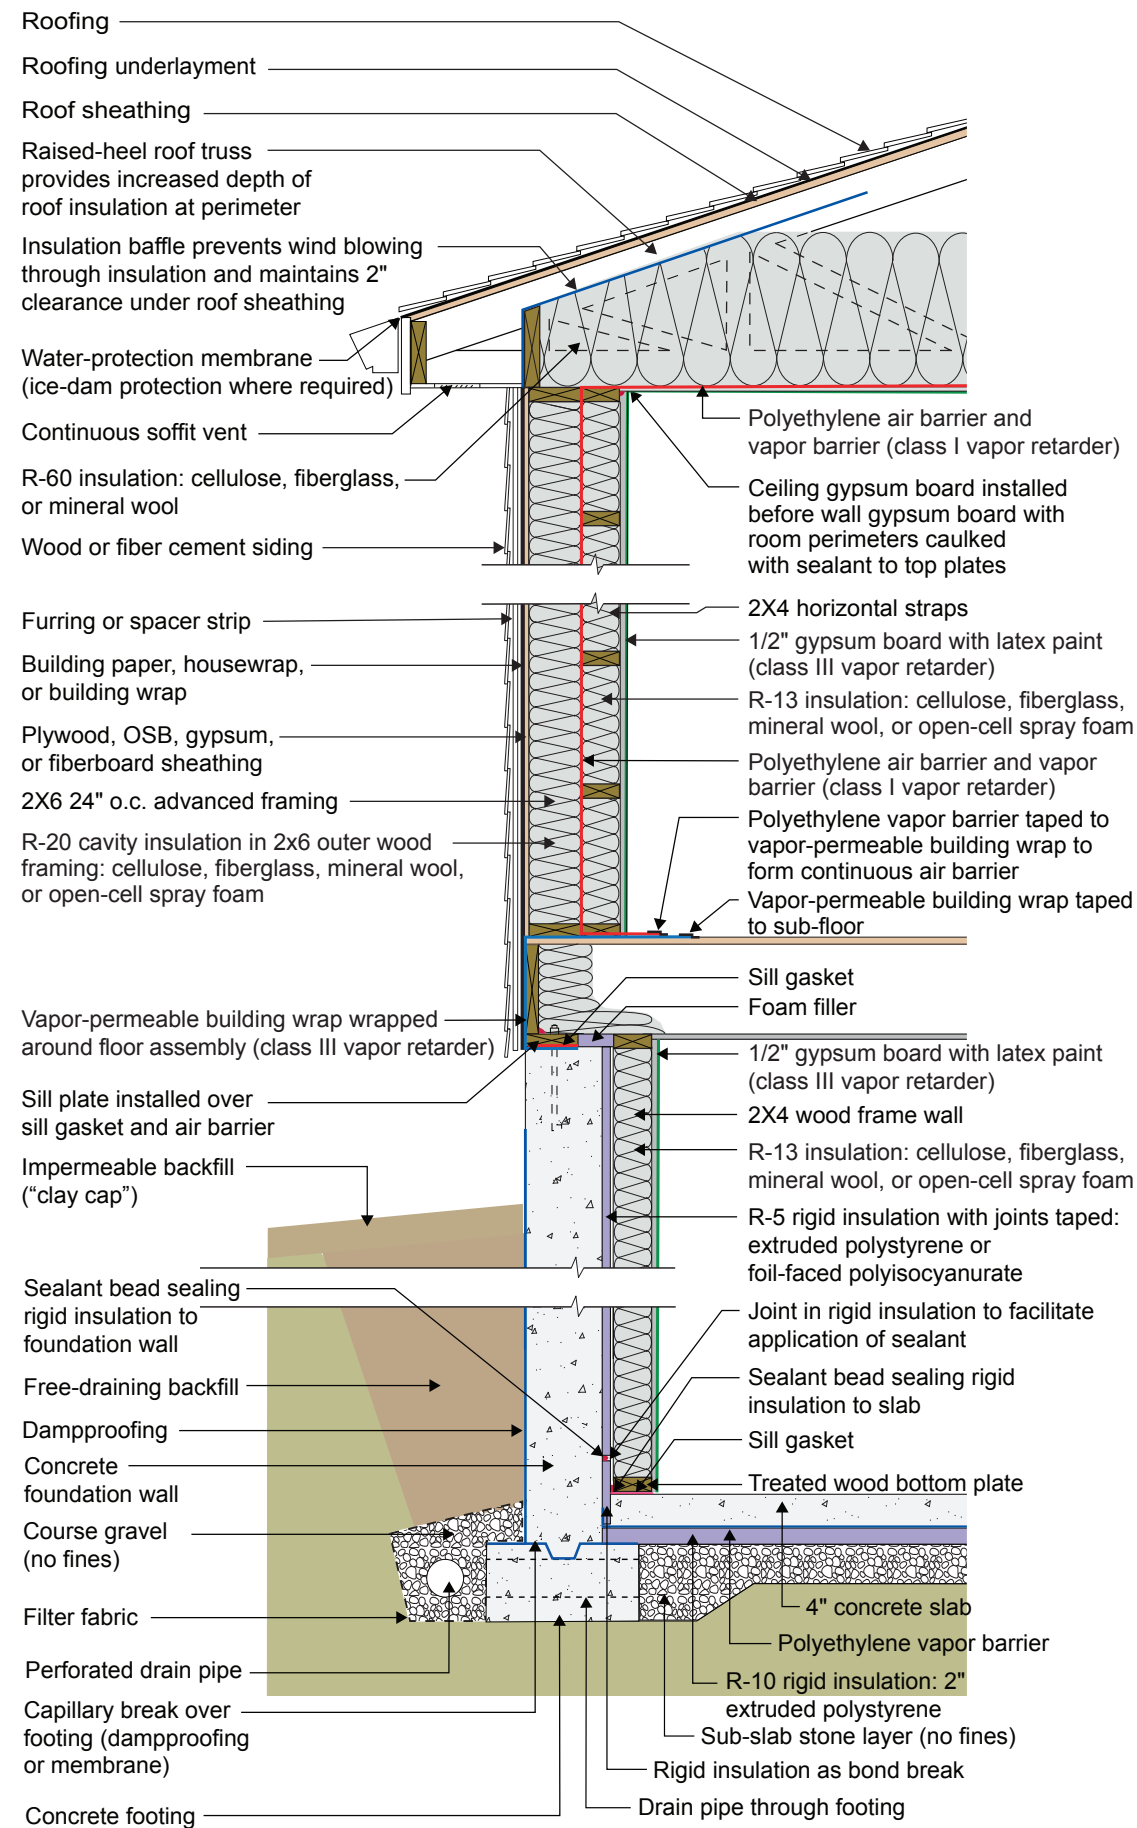 Roofing
Roofing underlayment
Roof sheathing
Raised-heel roof truss
provides increased depth of
roof insulation at perimeter
Insulation baffle prevents wind blowing
through insulation and maintains 2"
clearance under roof sheathing
Water-protection membrane
(ice-dam protection where required)
Continuous soffit vent
R-60 insulation: cellulose, fiberglass,
or mineral wool
Wood or fiber cement siding
Furring or spacer strip
Building paper, housewrap,
or building wrap
Plywood, OSB, gypsum,
or fiberboard sheathing
2X6 24" o.c. advanced framing
R-20 cavity insulation in 2x6 outer wood
framing: cellulose, fiberglass, mineral wool,
or open-cell spray foam
Vapor-permeable building wrap wrapped
around floor assembly (class III vapor retarder)
Sill plate installed over
sill gasket and air barrier
Impermeable backfill
(“clay cap”)
Sealant bead sealing
rigid insulation to
foundation wall
Free-draining backfill
Dampproofing
Concrete
foundation wall
Course gravel
(no fines)
Filter fabric
Perforated drain pipe
Capillary break over
footing (dampproofing
or membrane)
Concrete footing
Polyethylene air barrier and
vapor barrier (class I vapor retarder)
Ceiling gypsum board installed
before wall gypsum board with
room perimeters caulked
with sealant to top plates
2X4 horizontal straps
1/2" gypsum board with latex paint
(class III vapor retarder)
R-13 insulation: cellulose, fiberglass,
mineral wool, or open-cell spray foam
Polyethylene air barrier and vapor
barrier (class I vapor retarder)
Polyethylene vapor barrier taped to
vapor-permeable building wrap to
form continuous air barrier
Vapor-permeable building wrap taped
to sub-floor
Sill gasket
Foam filler
1/2" gypsum board with latex paint
(class III vapor retarder)
2X4 wood frame wall
R-13 insulation: cellulose, fiberglass,
mineral wool, or open-cell spray foam
R-5 rigid insulation with joints taped:
extruded polystyrene or
foil-faced polyisocyanurate
Joint in rigid insulation to facilitate
application of sealant
Sealant bead sealing rigid
insulation to slab
Sill gasket
Treated wood bottom plate
4" concrete slab
Polyethylene vapor barrier
R-10 rigid insulation: 2"
extruded polystyrene
Sub-slab stone layer (no fines)
Rigid insulation as bond break
Drain pipe through footing